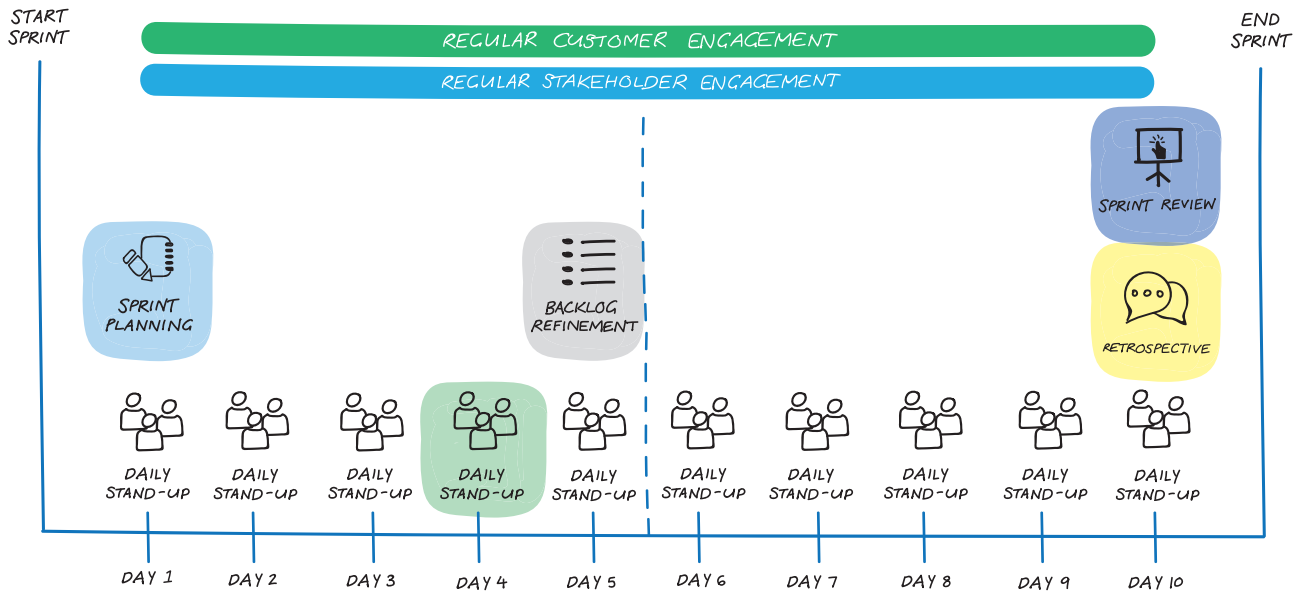 START
SPRINT
REGULAR CUSTOMER ENGAGEMENT
REGULAR STAKEHOLDER ENGAGEMENT
END
SPRINT
SPRINT REVIEW
SPRINT
PLANNING
BACKLOG
REFINEMENT
RETROSPECTIVE
DAILY
STAND-UP
DAILY
STAND-UP
DAILY
STAND-UP
DAILY
STAND-UP
DAILY
STAND-UP
DAILY
STAND-UP
DAILY
STAND-UP
DAILY
STAND-UP
DAILY
STAND-UP
DAILY
STAND-UP
DAY 1
DAY 2
DAY 3
DAY 4
DAY 5
DAY 6
DAY 7
DAY 8
DAY 9
DAY 10